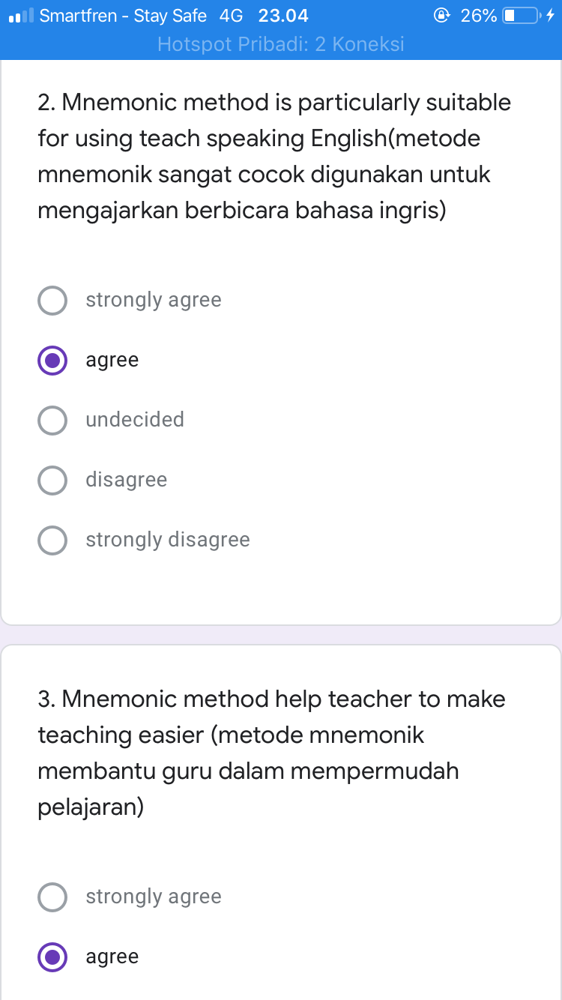 Smartfren - Stay Safe 4G 23.04 26%
Hotspot Pribadi: 2 Koneksi
2. Mnemonic method is particularly suitable
for using teach speaking English(metode
mnemonik sangat cocok digunakan untuk
mengajarkan berbicara bahasa ingris)
strongly agree
agree
undecided
disagree
strongly disagree
3. Mnemonic method help teacher to make
teaching easier (metode mnemonik
membantu guru dalam mempermudah
pelajaran)
strongly agree
agree